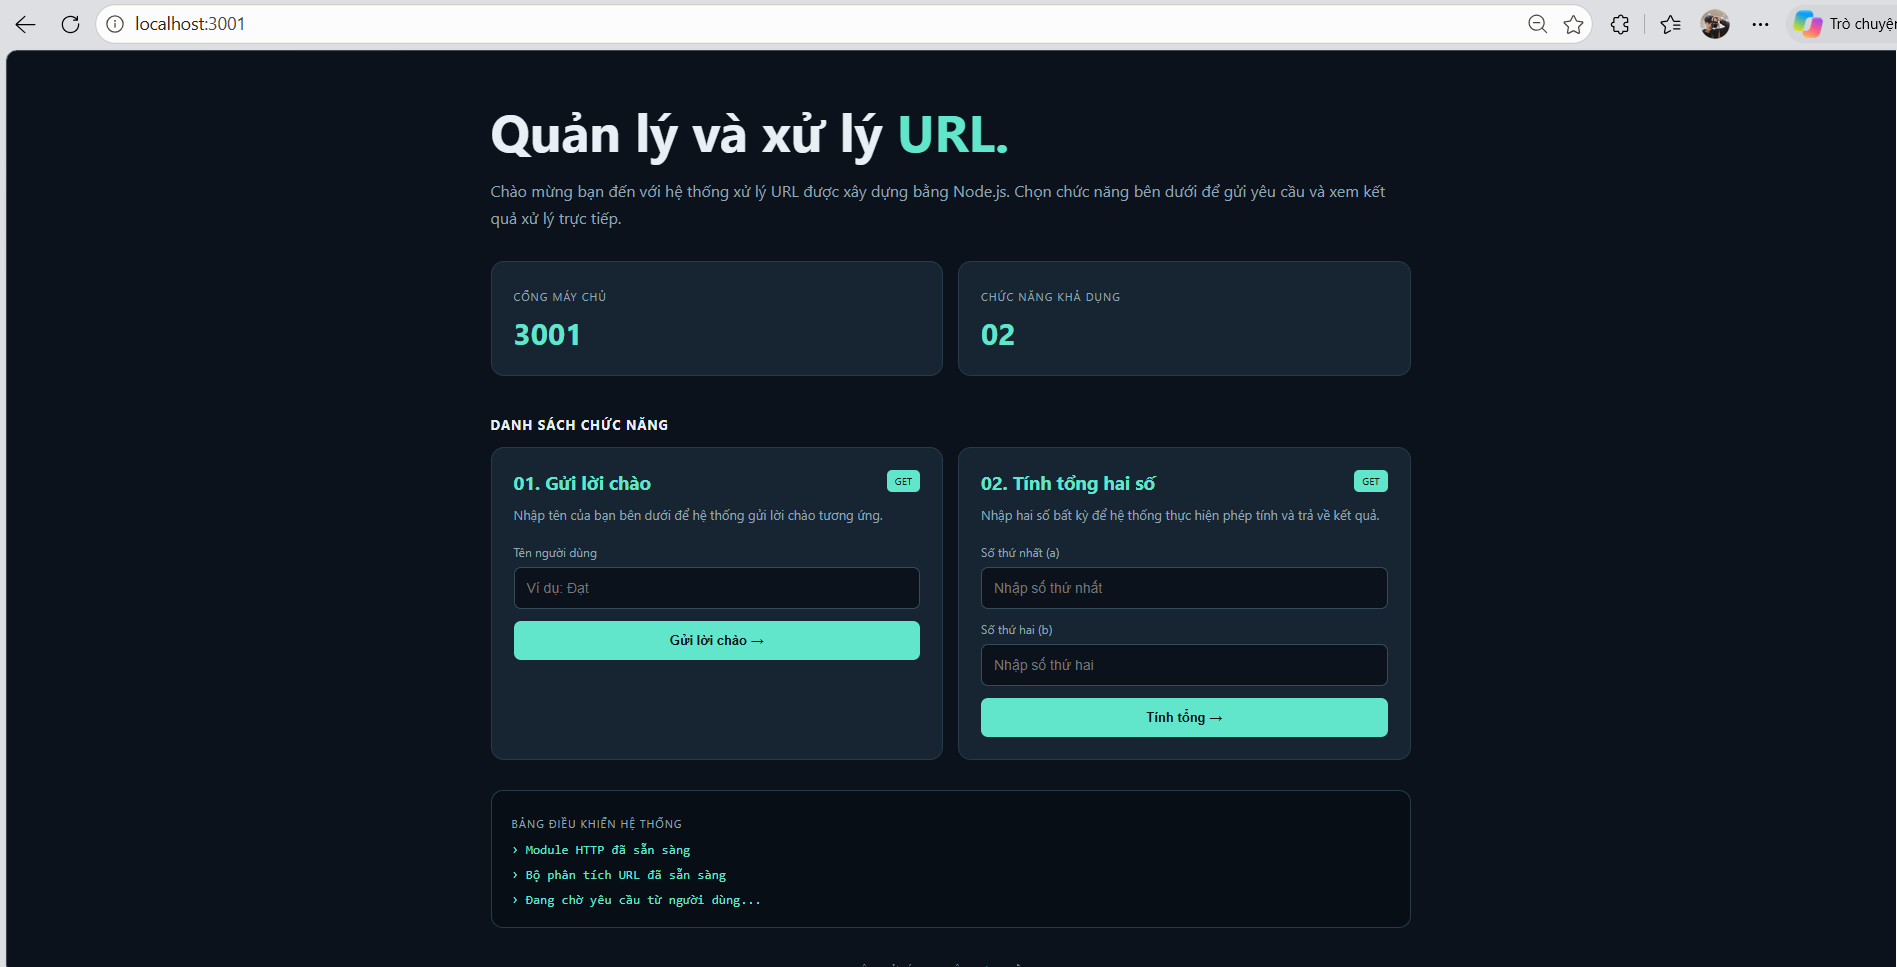 localhost:3001
Trò chuyện
Quản lý và xử lý URL.
Chào mừng bạn đến với hệ thống xử lý URL được xây dựng bằng Node.js. Chọn chức năng bên dưới để gửi yêu cầu và xem kết
quả xử lý trực tiếp.
CỔNG MÁY CHỦ
3001
CHỨC NĂNG KHẢ DỤNG
02
DANH SÁCH CHỨC NĂNG
01. Gửi lời chào
GET
Nhập tên của bạn bên dưới để hệ thống gửi lời chào tương ứng.
Tên người dùng
Ví dụ: Đạt
Gửi lời chào →
02. Tính tổng hai số
GET
Nhập hai số bất kỳ để hệ thống thực hiện phép tính và trả về kết quả.
Số thứ nhất (a)
Nhập số thứ nhất
Số thứ hai (b)
Nhập số thứ hai
Tính tổng →
BẢNG ĐIỀU KHIỂN HỆ THỐNG
› Module HTTP đã sẵn sàng
› Bộ phân tích URL đã sẵn sàng
› Đang chờ yêu cầu từ người dùng...